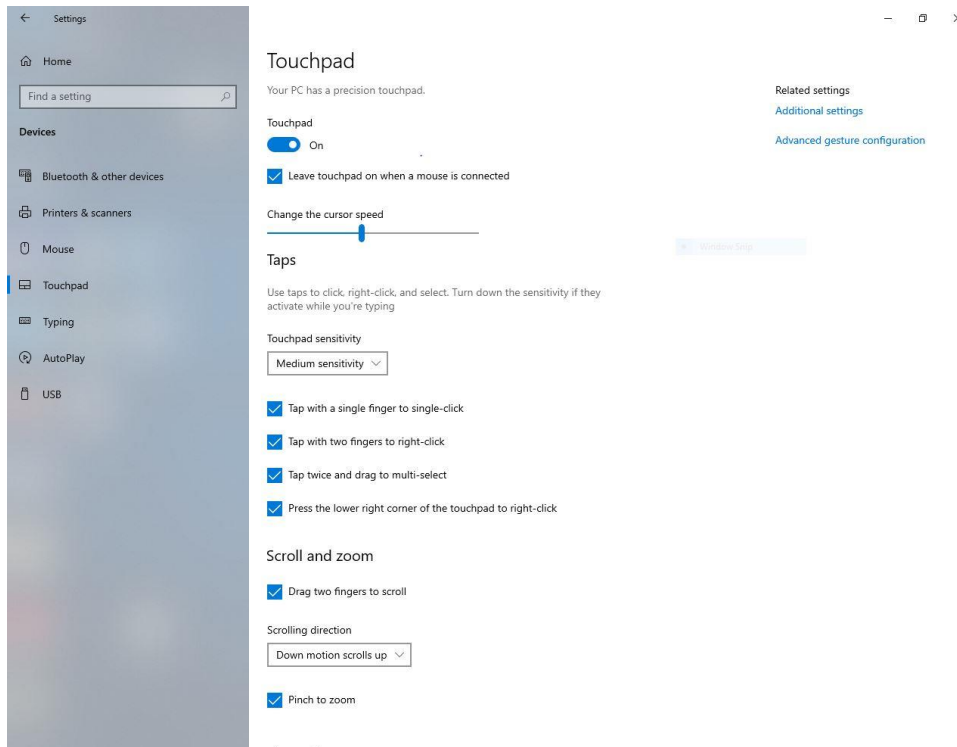 Settings
Home
Find a setting
Devices
Bluetooth & other devices
Printers & scanners
Mouse
Touchpad
Typing
AutoPlay
USB
Touchpad
Your PC has a precision touchpad.
Touchpad
On
Leave touchpad on when a mouse is connected
Change the cursor speed
Taps
Use taps to click, right-click, and select. Turn down the sensitivity if they
activate while you're typing
Touchpad sensitivity
Medium sensitivity
Tap with a single finger to single-click
Tap with two fingers to right-click
Tap twice and drag to multi-select
Press the lower right corner of the touchpad to right-click
Scroll and zoom
Drag two fingers to scroll
Scrolling direction
Down motion scrolls up
Pinch to zoom
Related settings
Additional settings
Advanced gesture configuration